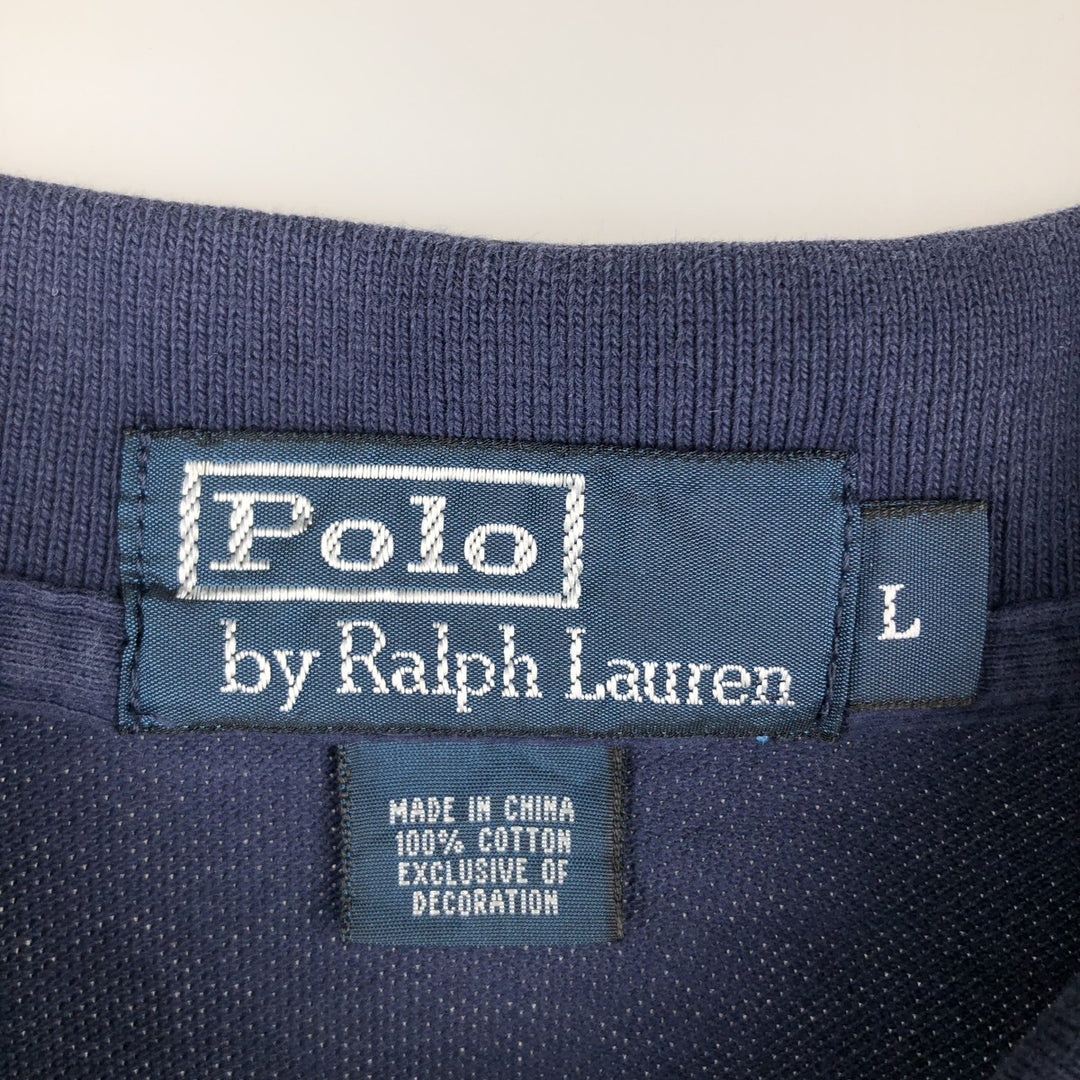 Polo
by Ralph Lauren
L
MADE IN CHINA
100% COTTON
EXCLUSIVE OF
DECORATION